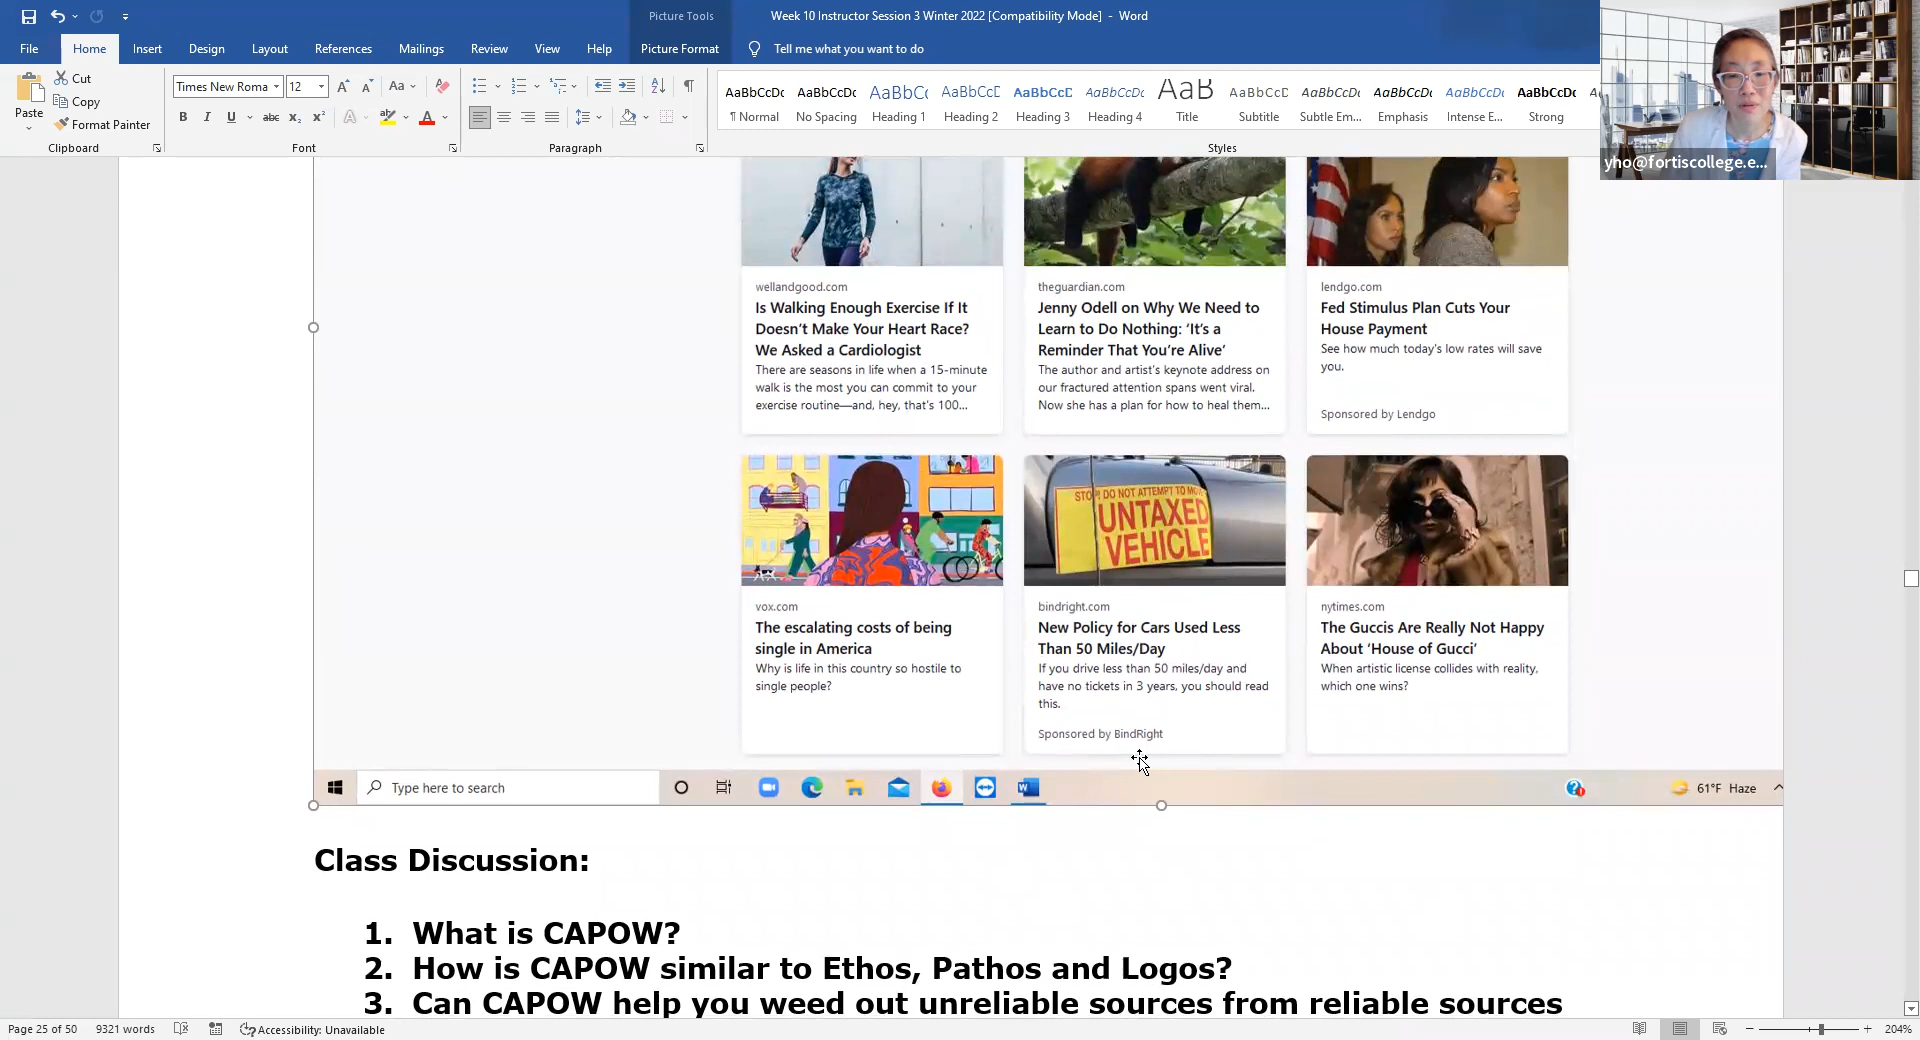 Picture Tools
Week 10 Instructor Session 3 Winter 2022 [Compatibility Mode] - Word
File Home Insert Design Layout References Mailings Review View Help Picture Format Tell me what you want to do
Paste
Cut
Copy
Format Painter
Clipboard
Times New Roma 12
Font
Paragraph
AaBbCcDc AaBbCcDc AaBbC AaBbCcD AaBbCcD AaBbCcDc AaB AaBbCcD AaBbCcDc AaBbCcDc AaBbCcDc AaBbCcDc
¶ Normal No Spacing Heading 1 Heading 2 Heading 3 Heading 4 Title Subtitle Subtle Em... Emphasis Intense E... Strong
Styles
yho@fortiscollege.e...
wellandgood.com
Is Walking Enough Exercise If It
Doesn't Make Your Heart Race?
We Asked a Cardiologist
There are seasons in life when a 15-minute
walk is the most you can commit to your
exercise routine—and, hey, that's 100...
theguardian.com
Jenny Odell on Why We Need to
Learn to Do Nothing: 'It's a
Reminder That You're Alive'
The author and artist's keynote address on
our fractured attention spans went viral.
Now she has a plan for how to heal them...
lendgo.com
Fed Stimulus Plan Cuts Your
House Payment
See how much today's low rates will save
you.
Sponsored by Lendgo
vox.com
The escalating costs of being
single in America
Why is life in this country so hostile to
single people?
STOP! DO NOT ATTEMPT TO MOV
UNTAXED
VEHICLE
bindright.com
New Policy for Cars Used Less
Than 50 Miles/Day
If you drive less than 50 miles/day and
have no tickets in 3 years, you should read
this.
Sponsored by BindRight
nytimes.com
The Guccis Are Really Not Happy
About 'House of Gucci'
When artistic license collides with reality,
which one wins?
Type here to search
61°F Haze
Class Discussion:
1. What is CAPOW?
2. How is CAPOW similar to Ethos, Pathos and Logos?
3. Can CAPOW help you weed out unreliable sources from reliable sources
Page 25 of 50 9321 words Accessibility: Unavailable
204%